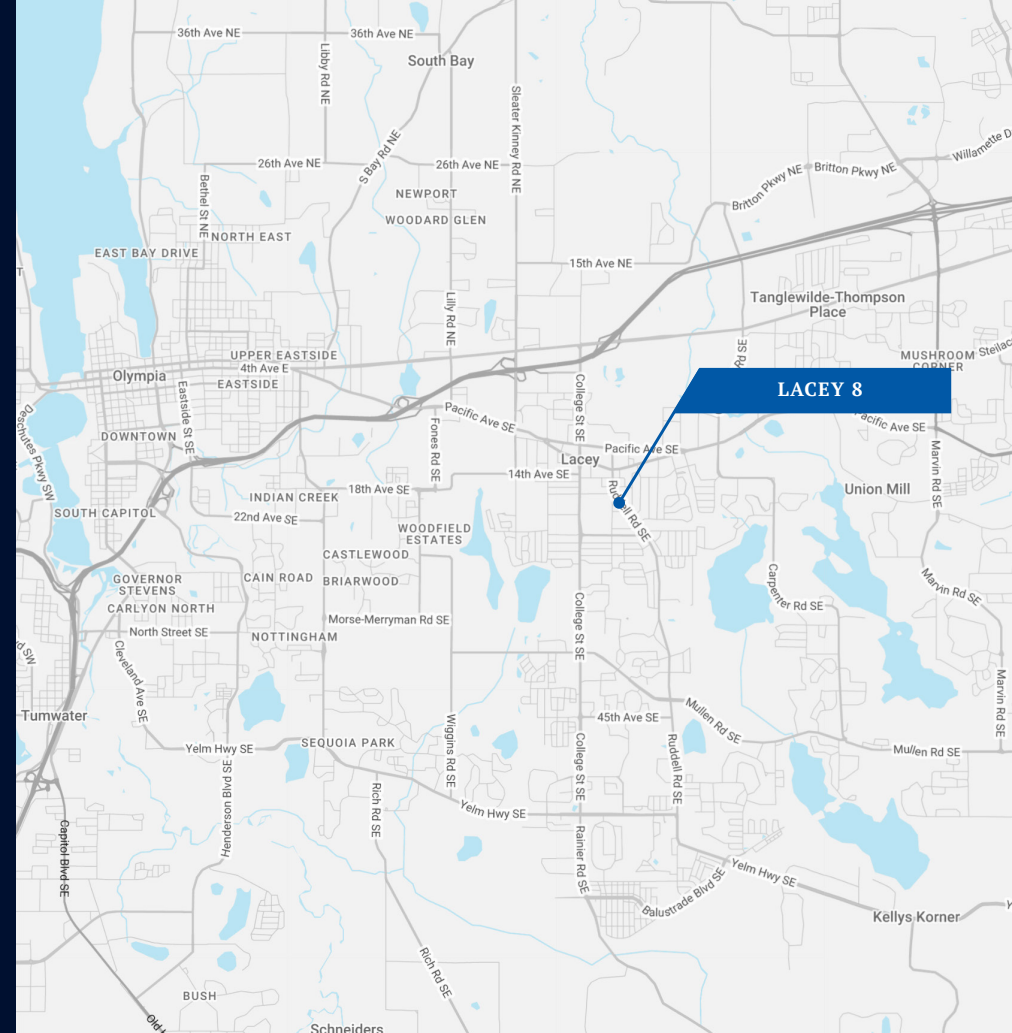 36th Ave NE
36th Ave NE
South Bay
Libby Rd NE
Sleater Kinney Rd NE
S Bay Rd NE
26th Ave NE
26th Ave NE
Willamette D
Britton Pkwy NE
Britton Pkwy NE
Bethel St NE
NEWPORT
WOODARD GLEN
NORTH EAST
EAST BAY DRIVE
15th Ave NE
Lilly Rd NE
Tanglewilde-Thompson
Place
UPPER EASTSIDE
4th Ave E
EASTSIDE
Olympia
Eastside St SE
MUSHROOM
CORNER
Steilac
LACEY 8
College St SE
Pacific Ave SE
Pacific Ave SE
Pacific Ave SE
Deschutes Pkwy SW
DOWNTOWN
Fones Rd SE
Lacey
14th Ave SE
Marvin Rd SE
Union Mill
18th Ave SE
INDIAN CREEK
22nd Ave SE
SOUTH CAPITOL
Ruddell Rd SE
WOODFIELD
ESTATES
CASTLEWOOD
CAIN ROAD
BRIARWOOD
GOVERNOR
STEVENS
CARLYON NORTH
Carpenter Rd SE
Marvin Rd SE
North Street SE
Morse-Merryman Rd SE
College St SE
NOTTINGHAM
Cleveland Ave SE
d SW
Marvin Rd SE
Tumwater
45th Ave SE
Mullen Rd SE
Mullen Rd SE
Yelm Hwy SE
SEQUOIA PARK
Wiggins Rd SE
College St SE
Ruddell Rd SE
Henderson Blvd SE
Rich Rd SE
Yelm Hwy SE
Capitol Blvd SE
Rainier Rd SE
Yelm Hwy SE
Balustrade Blvd SE
Kellys Korner
Rich Rd SE
BUSH
Old
Schneiders